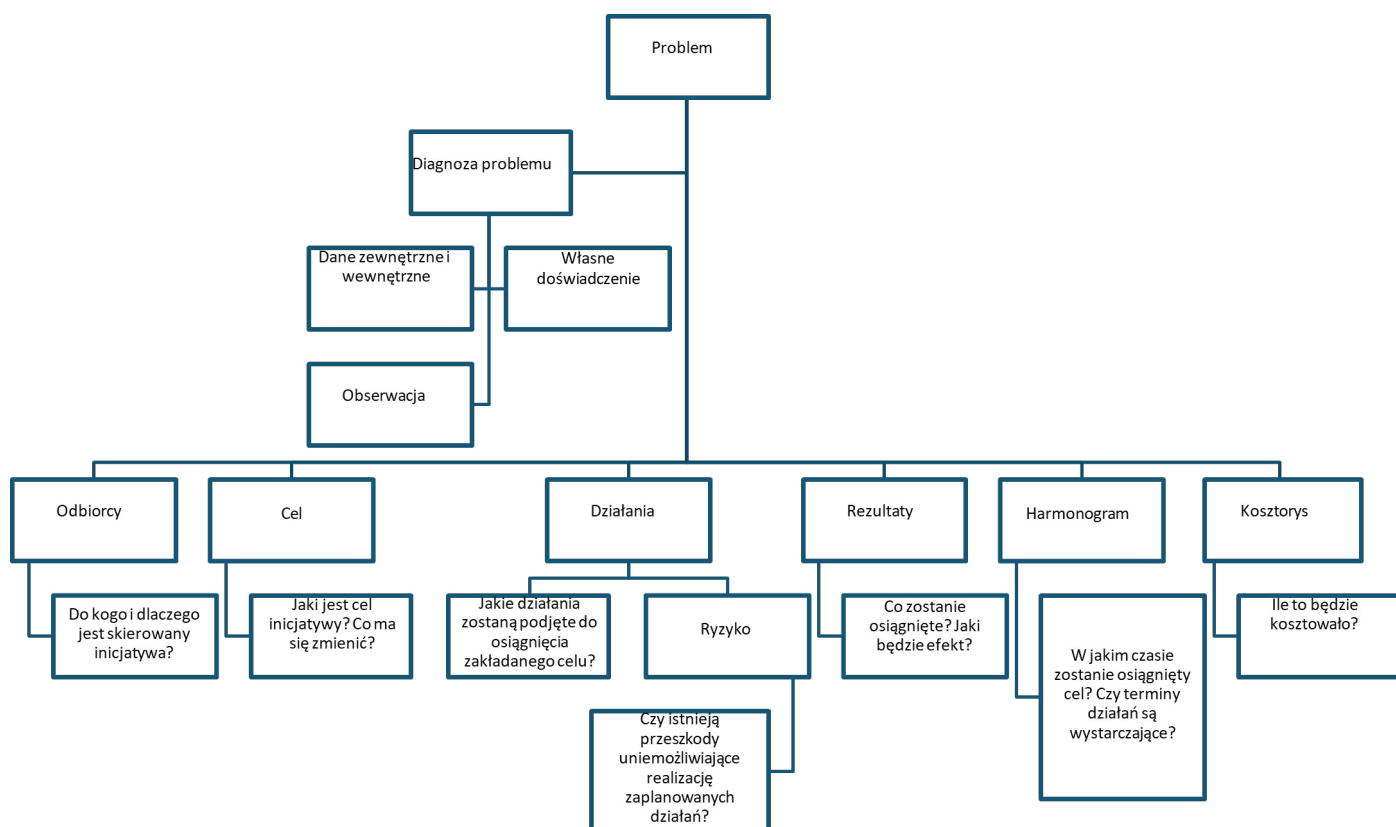 Problem
Diagnoza problemu
Dane zewnętrzne i
wewnętrzne
Własne
doświadczenie
Obserwacja
Odbiorcy
Cel
Działania
Rezultaty
Harmonogram
Kosztorys
Do kogo i dlaczego
jest skierowany
inicjatywa?
Jaki jest cel
inicjatywy? Co ma
się zmienić?
Jakie działania
zostaną podjęte do
osiągnięcia
zakładanego celu?
Ryzyko
Co zostanie
osiągnięte? Jaki
będzie efekt?
W jakim czasie
zostanie osiągnięty
cel? Czy terminy
działań są
wystarczające?
Ile to będzie
kosztowało?
Czy istnieją
przeszkody
uniemożliwiające
realizację
zaplanowanych
działań?